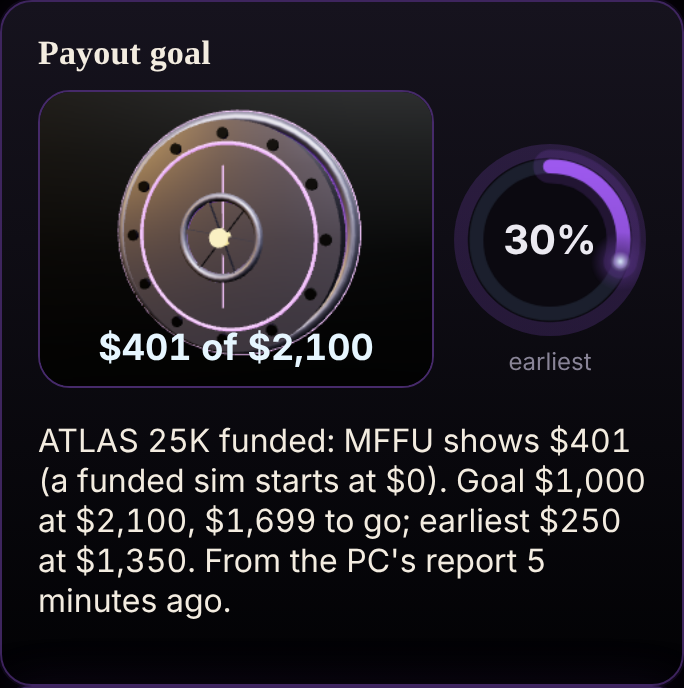 Payout goal
$401 of $2,100
30%
earliest
ATLAS 25K funded: MFFU shows $401
(a funded sim starts at $0). Goal $1,000
at $2,100, $1,699 to go; earliest $250
at $1,350. From the PC's report 5
minutes ago.